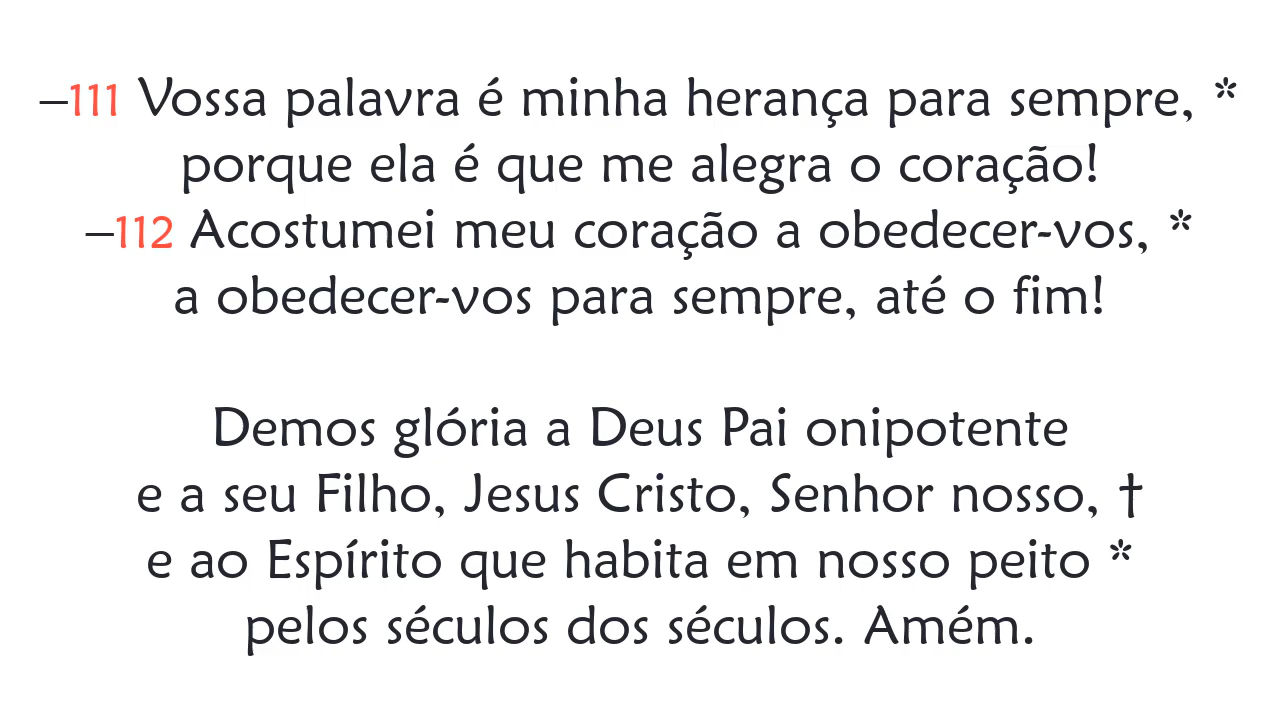 –111 Vossa palavra é minha herança para sempre, *
porque ela é que me alegra o coração!
–112 Acostumei meu coração a obedecer-vos, *
a obedecer-vos para sempre, até o fim!
Demos glória a Deus Pai onipotente
e a seu Filho, Jesus Cristo, Senhor nosso, †
e ao Espírito que habita em nosso peito *
pelos séculos dos séculos. Amém.